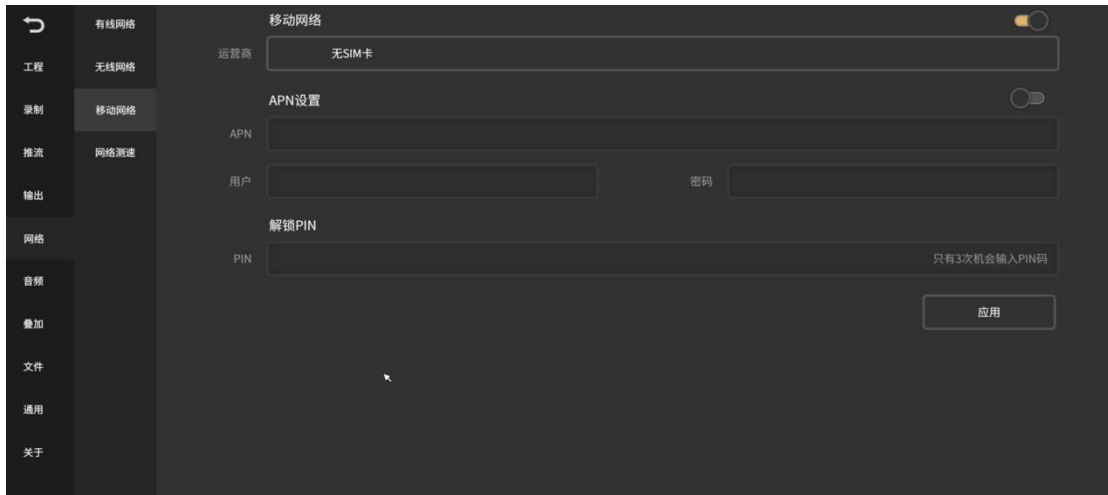 工程
录制
推流
输出
网络
音频
叠加
文件
通用
关于
有线网络
无线网络
移动网络
网络测速
移动网络
运营商 无SIM卡
APN设置
APN
用户 密码
解锁PIN
PIN 只有3次机会输入PIN码
应用